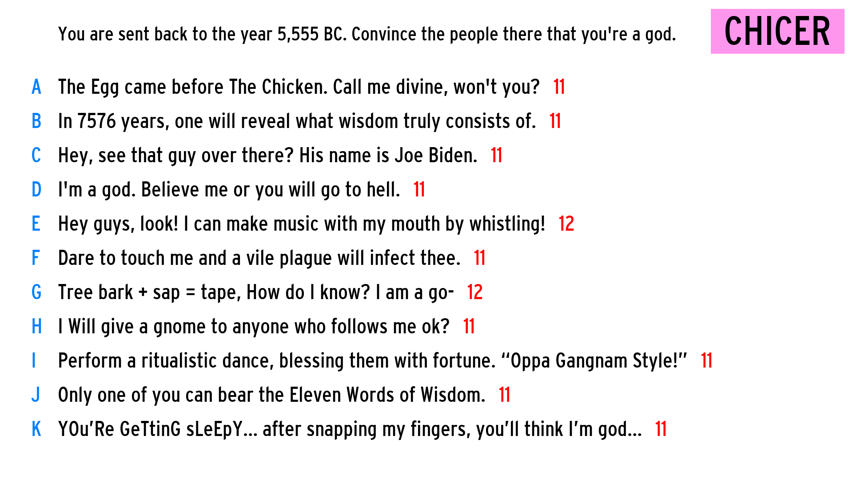 You are sent back to the year 5,555 BC. Convince the people there that you're a god.
CHICER
A The Egg came before The Chicken. Call me divine, won't you? 11
B In 7576 years, one will reveal what wisdom truly consists of. 11
C Hey, see that guy over there? His name is Joe Biden. 11
D I'm a god. Believe me or you will go to hell. 11
E Hey guys, look! I can make music with my mouth by whistling! 12
F Dare to touch me and a vile plague will infect thee. 11
G Tree bark + sap = tape, How do I know? I am a go- 12
H I Will give a gnome to anyone who follows me ok? 11
I Perform a ritualistic dance, blessing them with fortune. “Oppa Gangnam Style!” 11
J Only one of you can bear the Eleven Words of Wisdom. 11
K YOu’Re GeTtinG sLeEpY... after snapping my fingers, you’ll think I’m god... 11